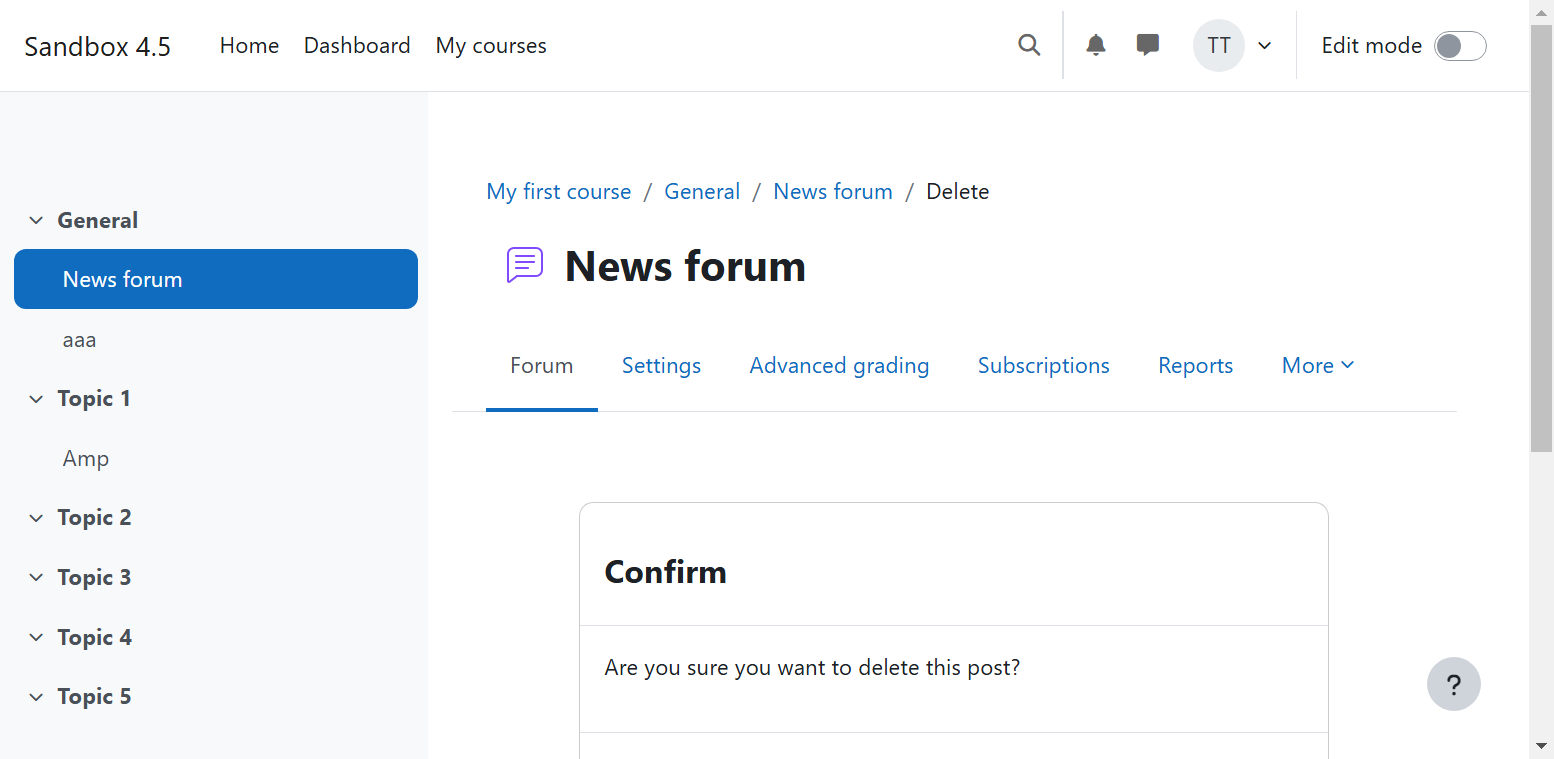 Sandbox 4.5 Home Dashboard My courses TT Edit mode
General
News forum
aaa
Topic 1
Amp
Topic 2
Topic 3
Topic 4
Topic 5
My first course / General / News forum / Delete
News forum
Forum Settings Advanced grading Subscriptions Reports More
Confirm
Are you sure you want to delete this post?
?